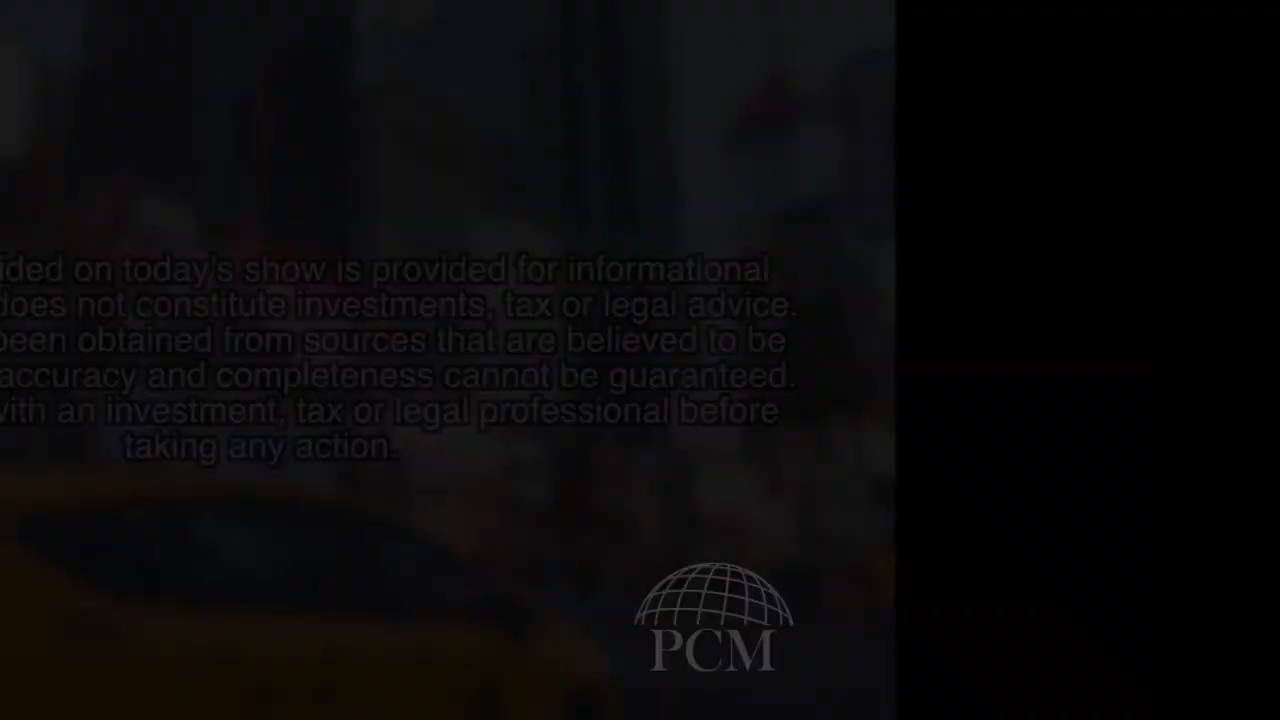 ided on today's show is provided for informational
does not constitute investments, tax or legal advice.
been obtained from sources that are believed to be
accuracy and completeness cannot be guaranteed.
with an investment, tax or legal professional before
taking any action.
PCM